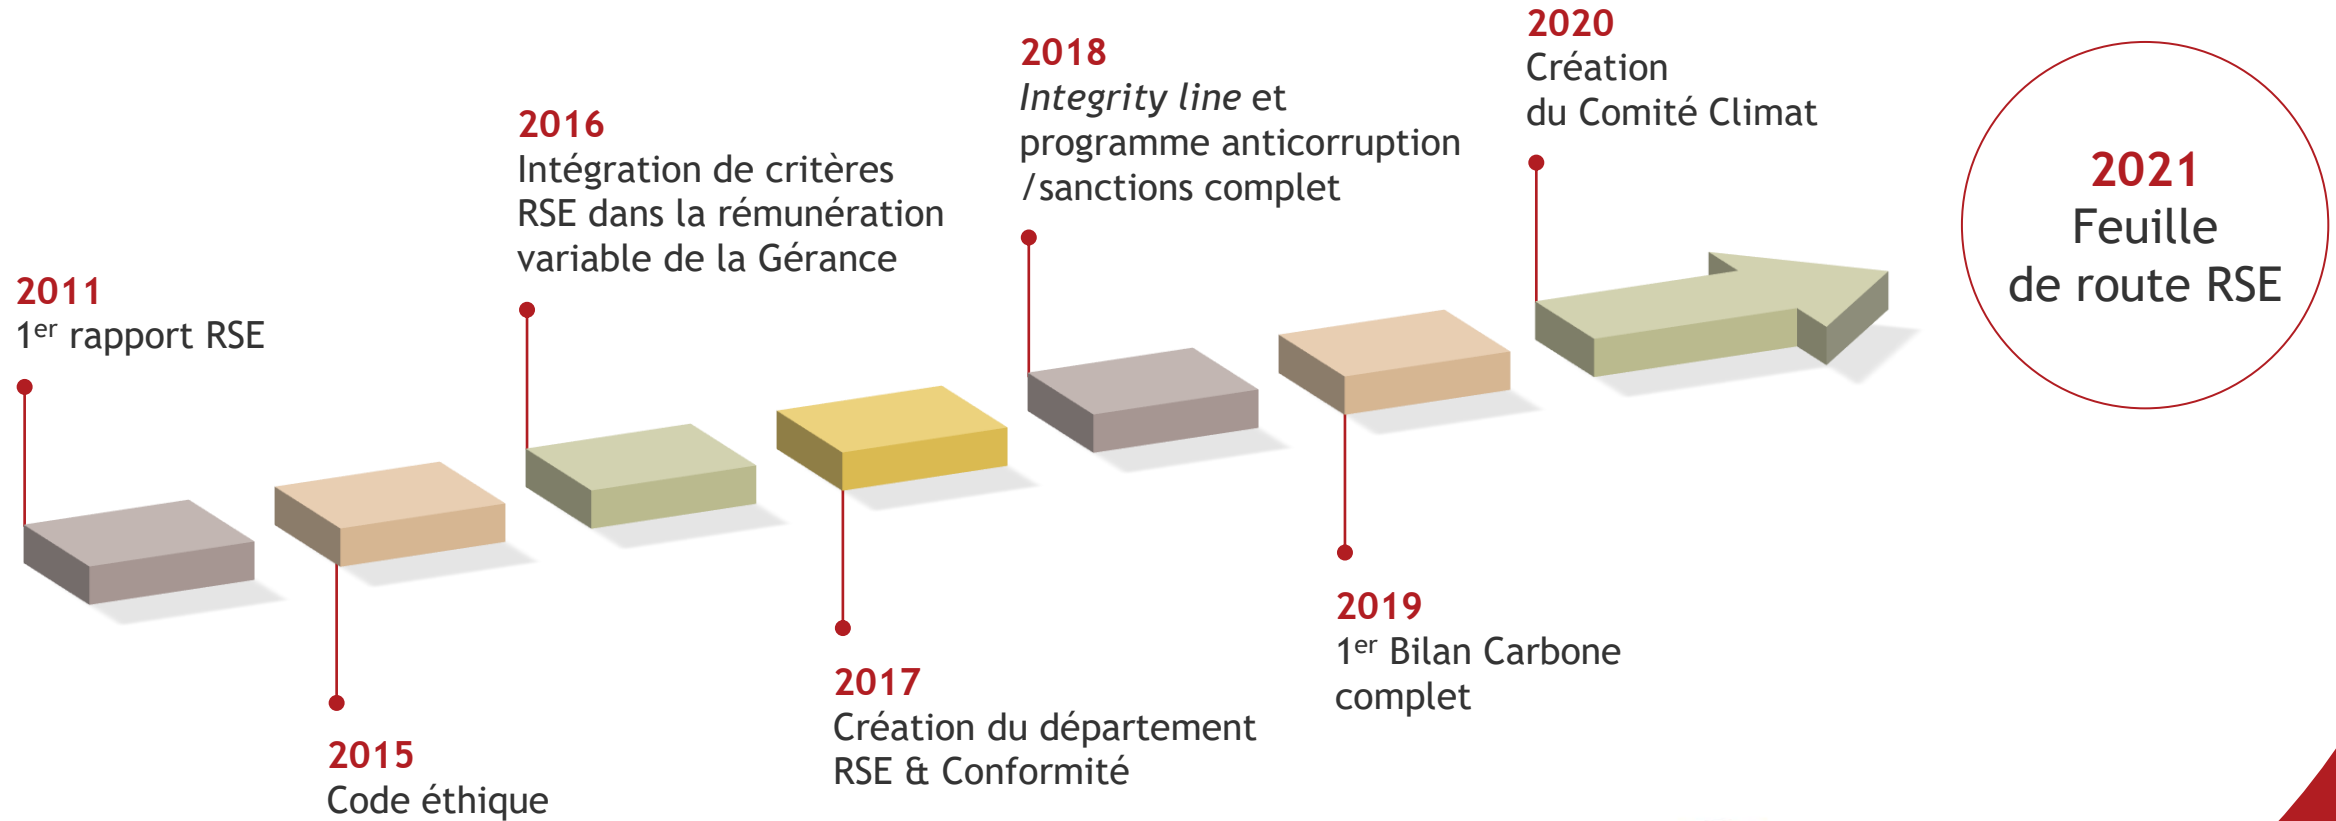 2011
1er rapport RSE
2015
Code éthique
2016
Intégration de critères
RSE dans la rémunération
variable de la Gérance
2017
Création du département
RSE & Conformité
2018
Integrity line et
programme anticorruption
/sanctions complet
2019
1er Bilan Carbone
complet
2020
Création
du Comité Climat
2021
Feuille
de route RSE